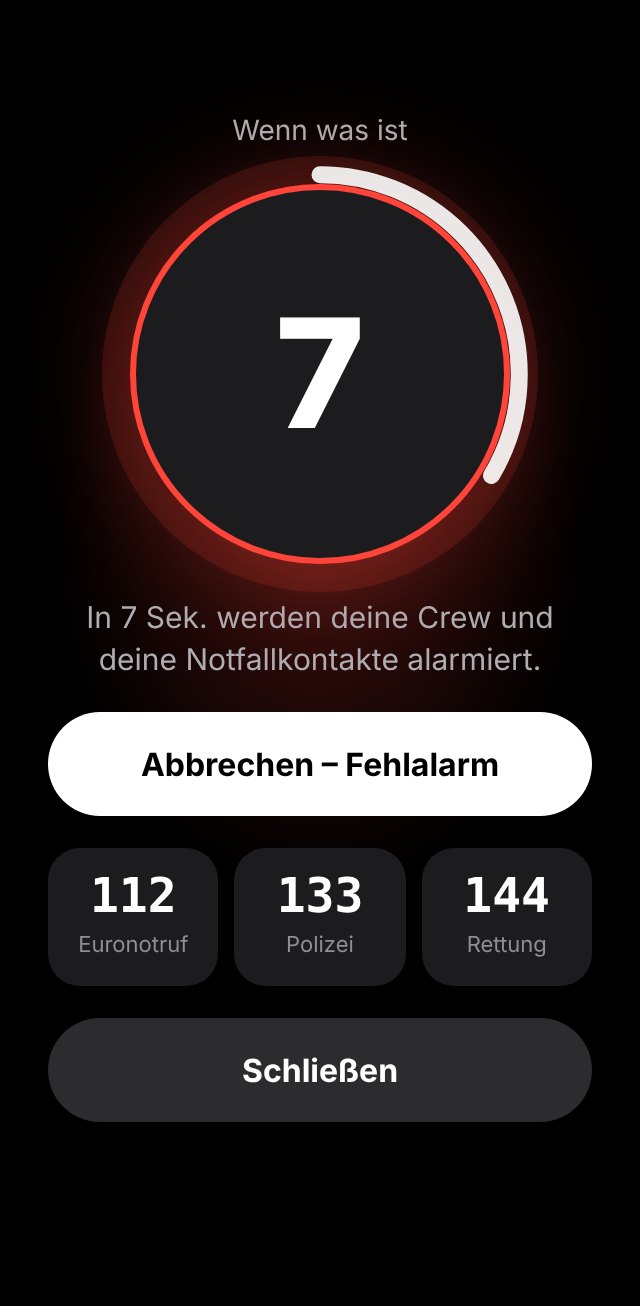 Wenn was ist
7
In 7 Sek. werden deine Crew und
deine Notfallkontakte alarmiert.
Abbrechen – Fehlalarm
112
Euronotruf
133
Polizei
144
Rettung
Schließen